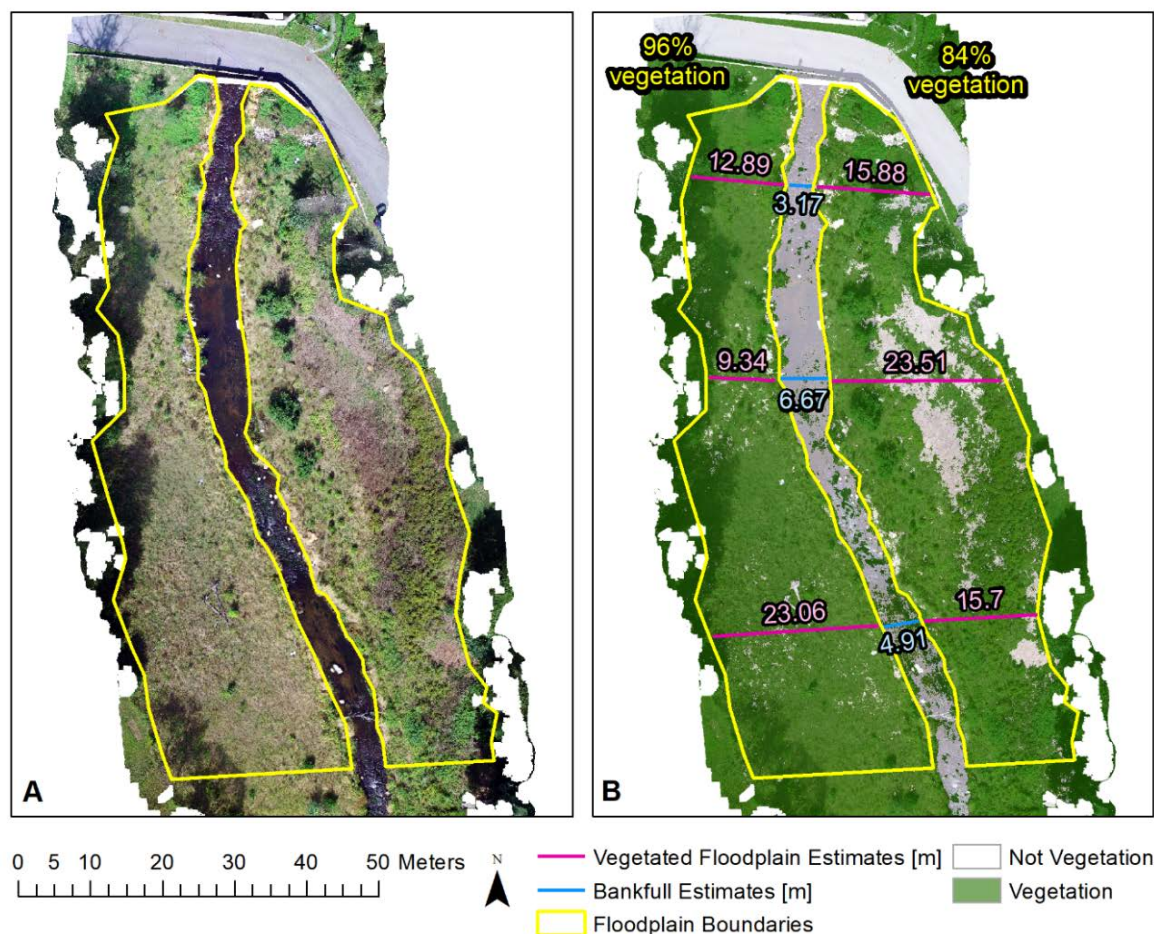 96%
vegetation
84%
vegetation
12.89
15.88
3.17
9.34
23.51
6.67
23.06
15.7
4.91
A
B
0 5 10 20 30 40 50 Meters
N
Vegetated Floodplain Estimates [m]
Bankfull Estimates [m]
Floodplain Boundaries
Not Vegetation
Vegetation